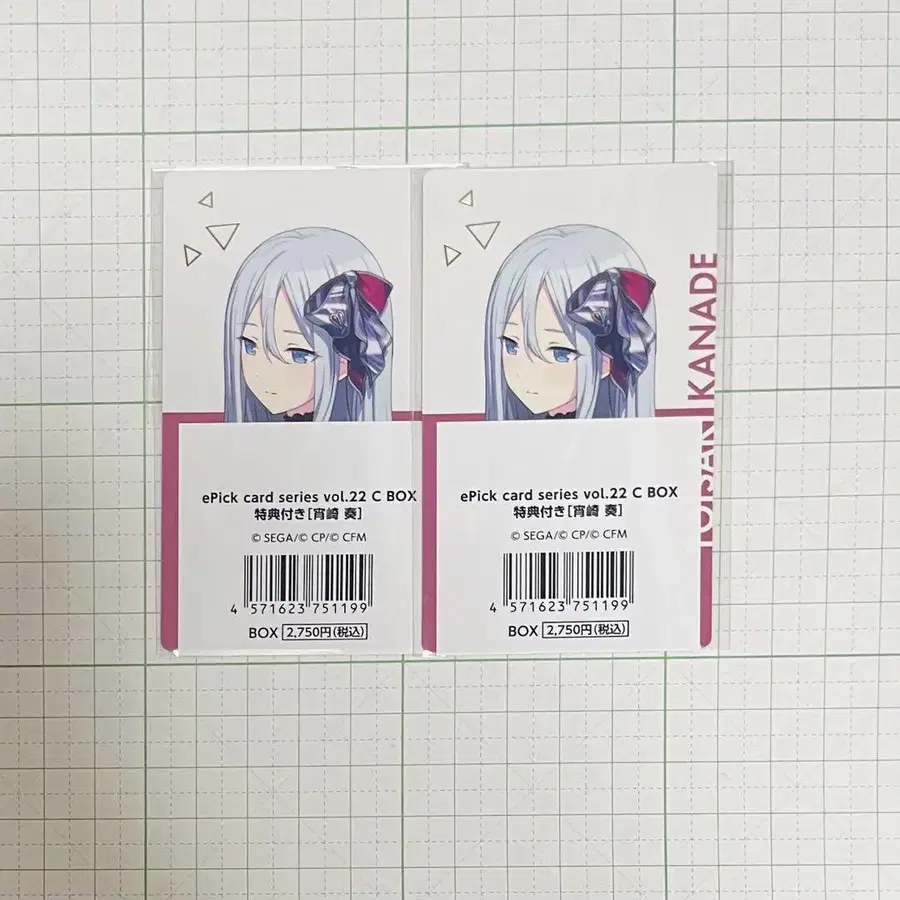 ePick card series vol.22 C BOX
特典付き[宵崎 奏]
© SEGA/© CP/© CFM
4 571623 751199
BOX 2,750円(税込)
KANADE
ePick card series vol.22 C BOX
特典付き[宵崎 奏]
© SEGA/© CP/© CFM
4 571623 751199
BOX 2,750円(税込)